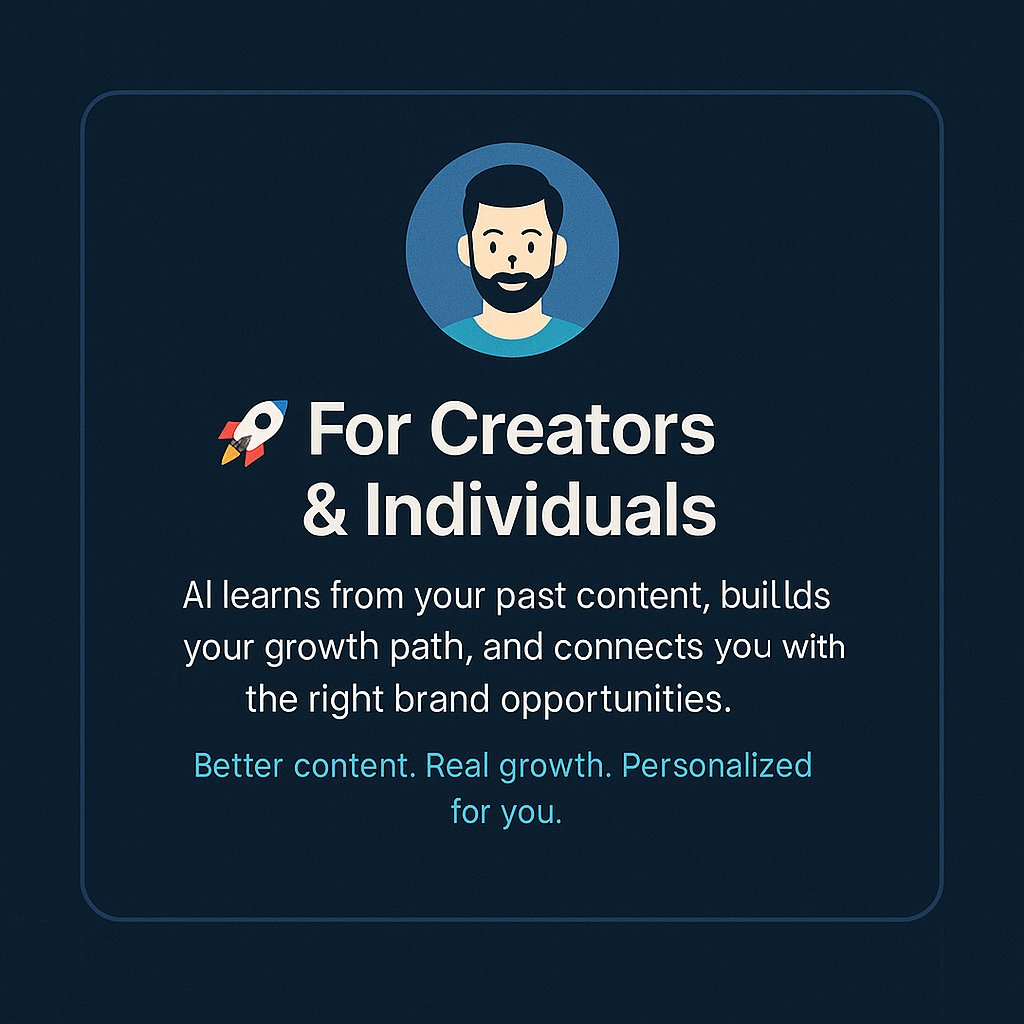 🚀 For Creators
& Individuals
AI learns from your past content, buillds
your growth path, and connects you with
the right brand opportunities.
Better content. Real growth. Personalized
for you.